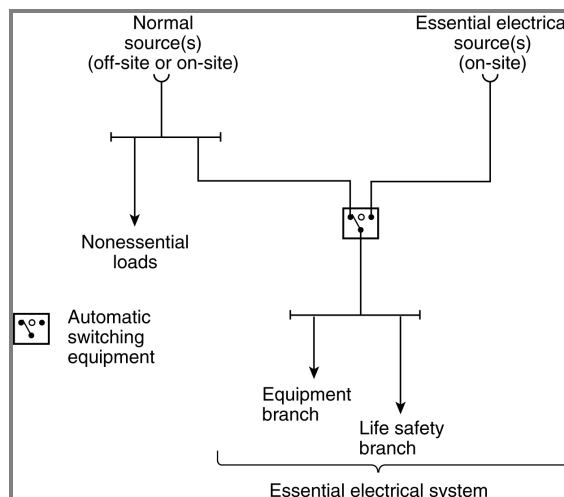 Normal
source(s)
(off-site or on-site)
Essential electrica
source(s)
(on-site)
Nonessential
loads
Automatic
switching
equipment
Equipment
branch
Life safety
branch
Essential electrical system